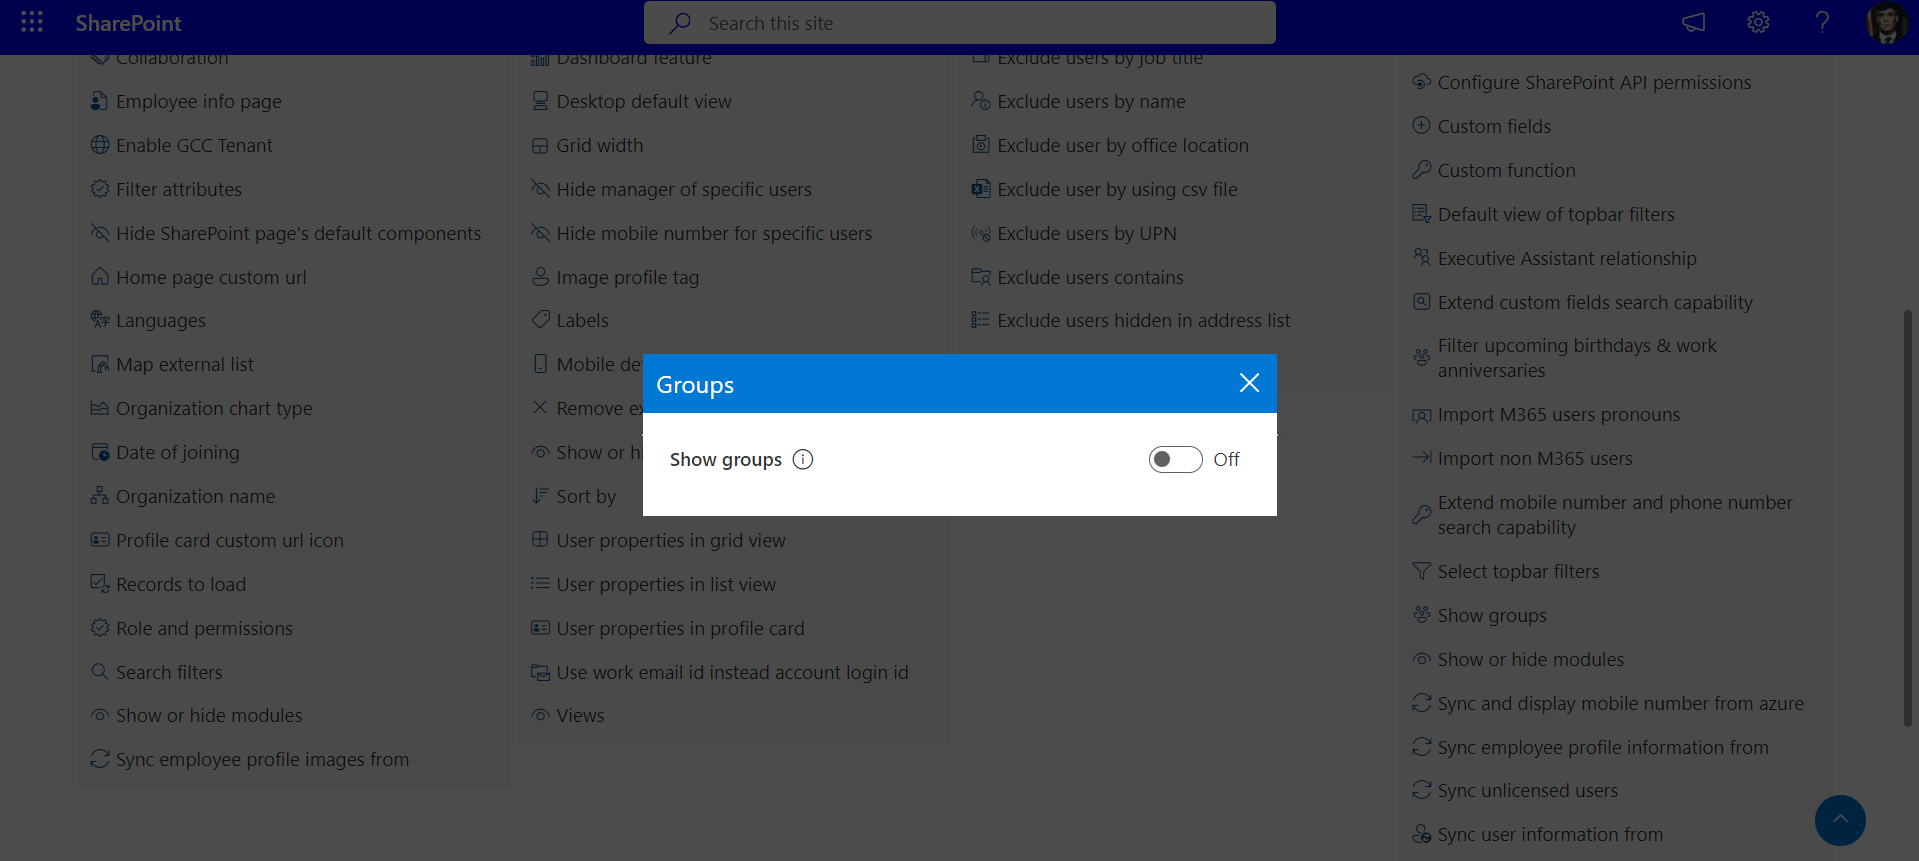 SharePoint
Search this site
Collaboration
Employee info page
Enable GCC Tenant
Filter attributes
Hide SharePoint page's default components
Home page custom url
Languages
Map external list
Organization chart type
Date of joining
Organization name
Profile card custom url icon
Records to load
Role and permissions
Search filters
Show or hide modules
Sync employee profile images from
Dashboard feature
Desktop default view
Grid width
Hide manager of specific users
Hide mobile number for specific users
Image profile tag
Labels
Mobile de
Remove ex
Show or hi
Sort by
User properties in grid view
User properties in list view
User properties in profile card
Use work email id instead account login id
Views
Exclude users by job title
Exclude users by name
Exclude user by office location
Exclude user by using csv file
Exclude users by UPN
Exclude users contains
Exclude users hidden in address list
Groups
Show groups
Off
Configure SharePoint API permissions
Custom fields
Custom function
Default view of topbar filters
Executive Assistant relationship
Extend custom fields search capability
Filter upcoming birthdays & work
anniversaries
Import M365 users pronouns
Import non M365 users
Extend mobile number and phone number
search capability
Select topbar filters
Show groups
Show or hide modules
Sync and display mobile number from azure
Sync employee profile information from
Sync unlicensed users
Sync user information from